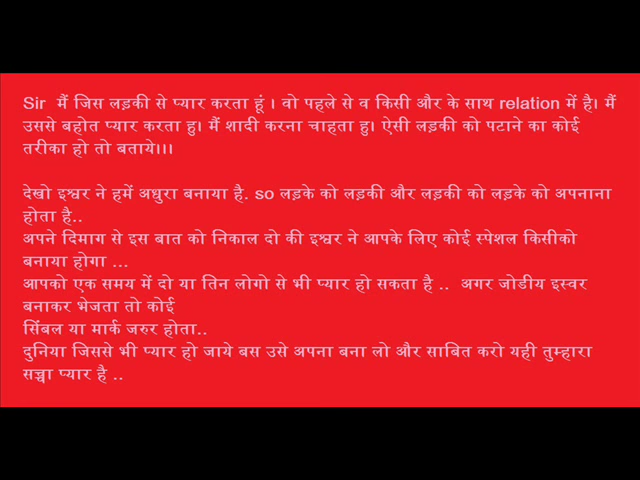 Sir मैं जिस लड़की से प्यार करता हूं । वो पहले से व किसी और के साथ relation में है। मैं
उससे बहोत प्यार करता हु। मैं शादी करना चाहता हु। ऐसी लड़की को पटाने का कोई
तरीका हो तो बताये।।।
देखो इश्वर ने हमें अधुरा बनाया है. so लड़के को लड़की और लड़की को लड़के को अपनाना
होता है..
अपने दिमाग से इस बात को निकाल दो की इश्वर ने आपके लिए कोई स्पेशल किसीको
बनाया होगा ...
आपको एक समय में दो या तिन लोगो से भी प्यार हो सकता है .. अगर जोडीय इस्वर
बनाकर भेजता तो कोई
सिंबल या मार्क जरुर होता..
दुनिया जिससे भी प्यार हो जाये बस उसे अपना बना लो और साबित करो यही तुम्हारा
सच्चा प्यार है ..